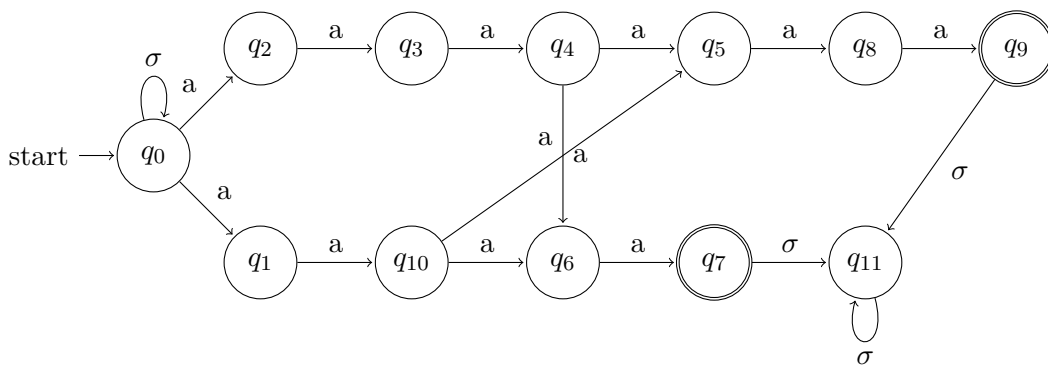 q2 a q3 a q4 a q5 a q8 a q9
σ
a
start q0
a a
σ
a
q1 a q10 a q6 a q7 σ q11
σ